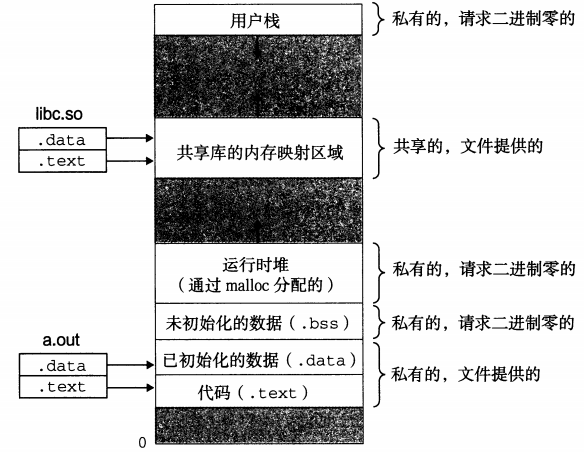 用户栈
私有的，请求二进制零的
libc.so
.data
.text
共享库的内存映射区域
共享的，文件提供的
运行时堆
（通过 malloc 分配的）
私有的，请求二进制零的
未初始化的数据（.bss）
私有的，请求二进制零的
a.out
.data
.text
已初始化的数据（.data）
代码（.text）
私有的，文件提供的
0